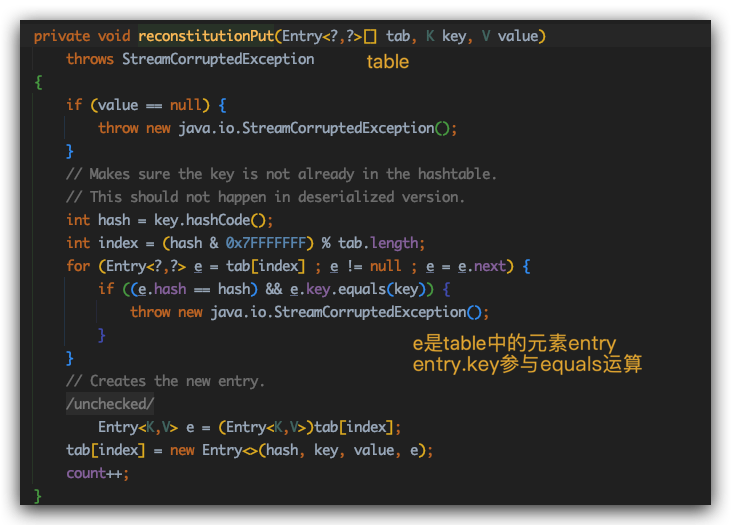 private void reconstitutionPut(Entry<?,?>[] tab, K key, V value)
throws StreamCorruptedException
table
{
if (value == null) {
throw new java.io.StreamCorruptedException();
}
// Makes sure the key is not already in the hashtable.
// This should not happen in deserialized version.
int hash = key.hashCode();
int index = (hash & 0x7FFFFFFF) % tab.length;
for (Entry<?,?> e = tab[index] ; e != null ; e = e.next) {
if ((e.hash == hash) && e.key.equals(key)) {
throw new java.io.StreamCorruptedException();
}
e是table中的元素entry
entry.key参与equals运算
}
// Creates the new entry.
/unchecked/
Entry<K,V> e = (Entry<K,V>)tab[index];
tab[index] = new Entry<>(hash, key, value, e);
count++;
}